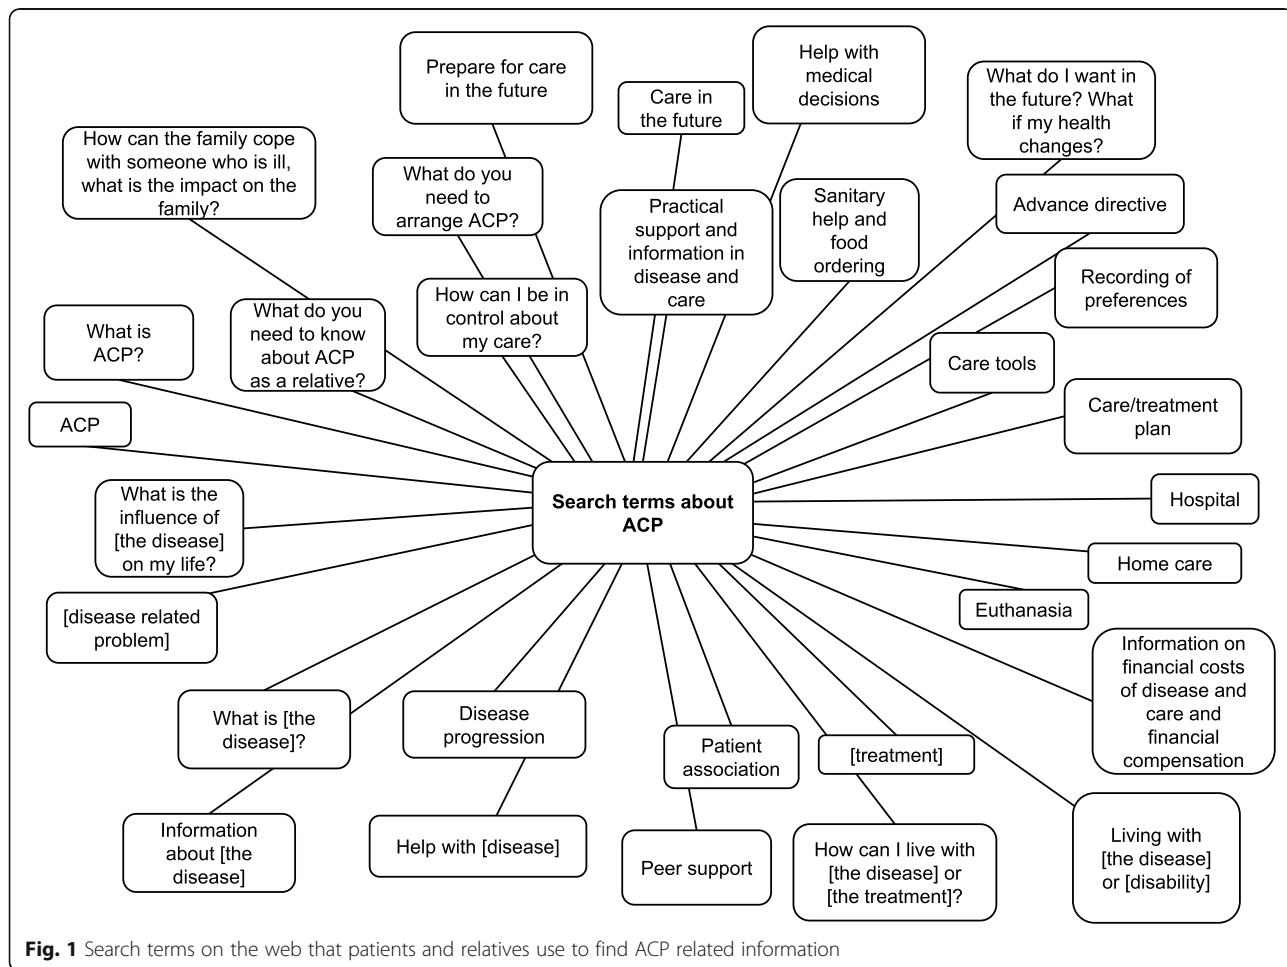 Prepare for care
in the future
Help with
medical
decisions
Care in
the future
What do I want in
the future? What
if my health
changes?
How can the family cope
with someone who is ill,
what is the impact on the
family?
What do you
need to
arrange ACP?
Practical
support and
information in
disease and
care
Sanitary
help and
food
ordering
Advance directive
Recording of
preferences
How can I be in
control about
my care?
What do you
need to know
about ACP
as a relative?
What is
ACP?
Care tools
Care/treatment
plan
ACP
Search terms about
ACP
Hospital
What is the
influence of
[the disease]
on my life?
Home care
Euthanasia
[disease related
problem]
Information on
financial costs
of disease and
care and
financial
compensation
What is [the
disease]?
Disease
progression
Patient
association
[treatment]
Information
about [the
disease]
Help with [disease]
Peer support
How can I live with
[the disease] or
[the treatment]?
Living with
[the disease]
or [disability]
Fig. 1 Search terms on the web that patients and relatives use to find ACP related information